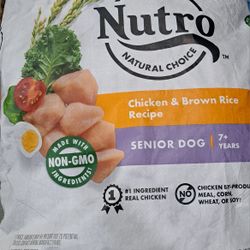 Nutro
NATURAL CHOICE
Chicken & Brown Rice
Recipe
SENIOR DOG
7+
YEARS
MADE WITH
NON-GMO
INGREDIENTS†
1
#1 INGREDIENT
REAL CHICKEN
NO
CHICKEN BY-PRODUCT
MEAL, CORN,
WHEAT, OR SOY†